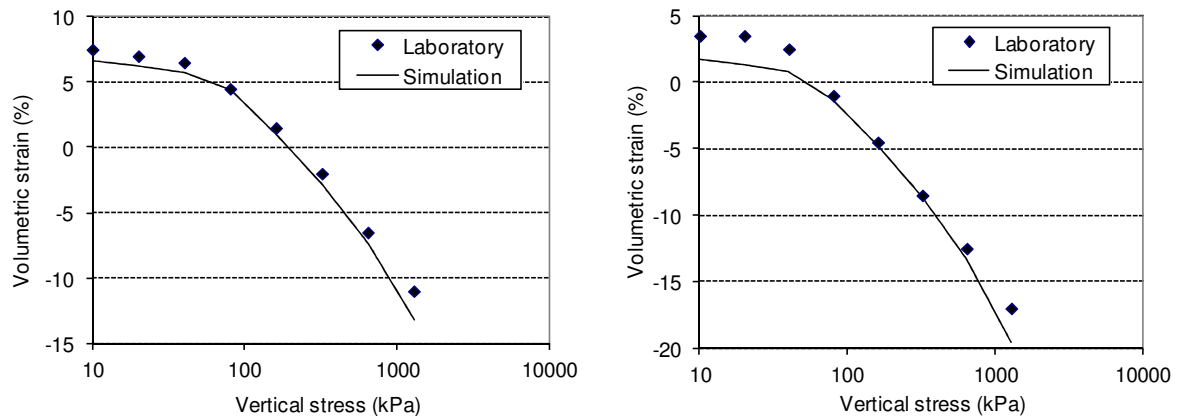 10
5
0
-5
-10
-15
10
100
1000
10000
Volumetric strain (%)
Vertical stress (kPa)
Laboratory
Simulation
5
0
-5
-10
-15
-20
10
100
1000
10000
Volumetric strain (%)
Vertical stress (kPa)
Laboratory
Simulation